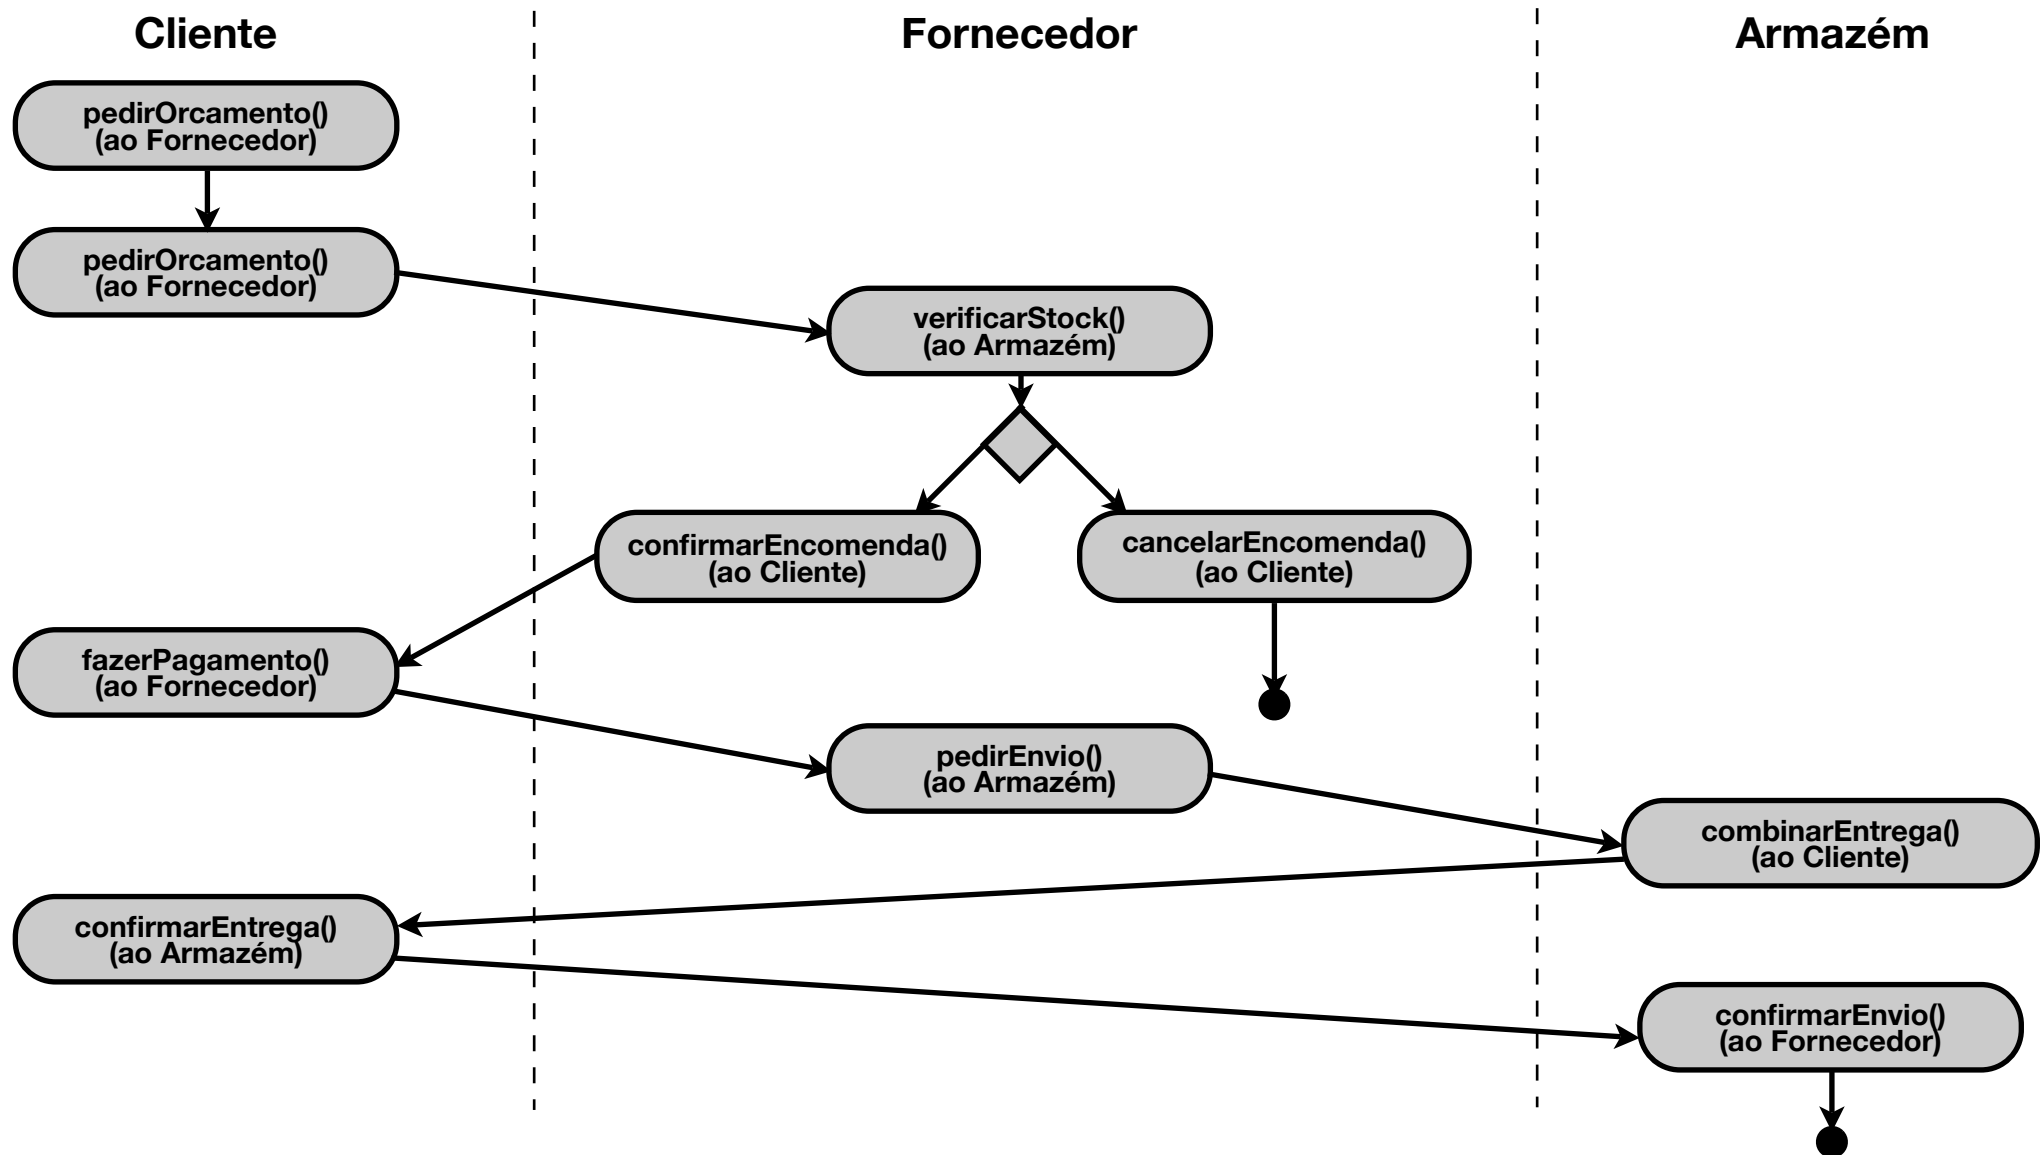 Cliente
Fornecedor
Armazém
pedirOrcamento()
(ao Fornecedor)
pedirOrcamento()
(ao Fornecedor)
verificarStock()
(ao Armazém)
confirmarEncomenda()
(ao Cliente)
cancelarEncomenda()
(ao Cliente)
fazerPagamento()
(ao Fornecedor)
pedirEnvio()
(ao Armazém)
combinarEntrega()
(ao Cliente)
confirmarEntrega()
(ao Armazém)
confirmarEnvio()
(ao Fornecedor)